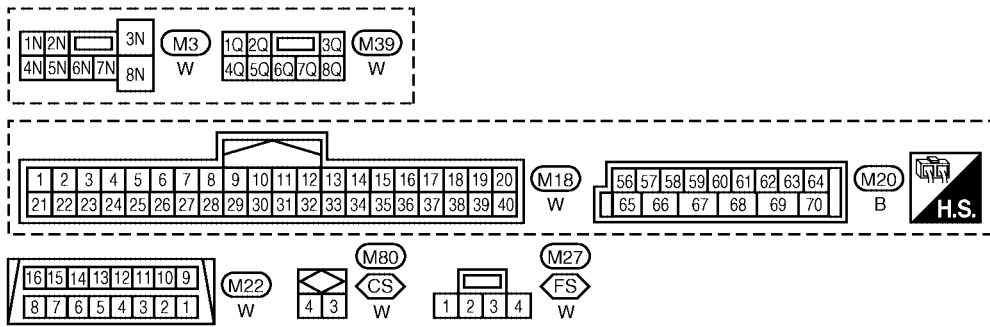 1N 2N 3N M3
4N 5N 6N 7N 8N W
1Q 2Q 3Q M39
4Q 5Q 6Q 7Q 8Q W
1 2 3 4 5 6 7 8 9 10 11 12 13 14 15 16 17 18 19 20 M18
21 22 23 24 25 26 27 28 29 30 31 32 33 34 35 36 37 38 39 40 W
56 57 58 59 60 61 62 63 64 M20
65 66 67 68 69 70 B
H.S.
16 15 14 13 12 11 10 9 M22
8 7 6 5 4 3 2 1 W
M80
CS
4 3 W
M27
FS
1 2 3 4 W